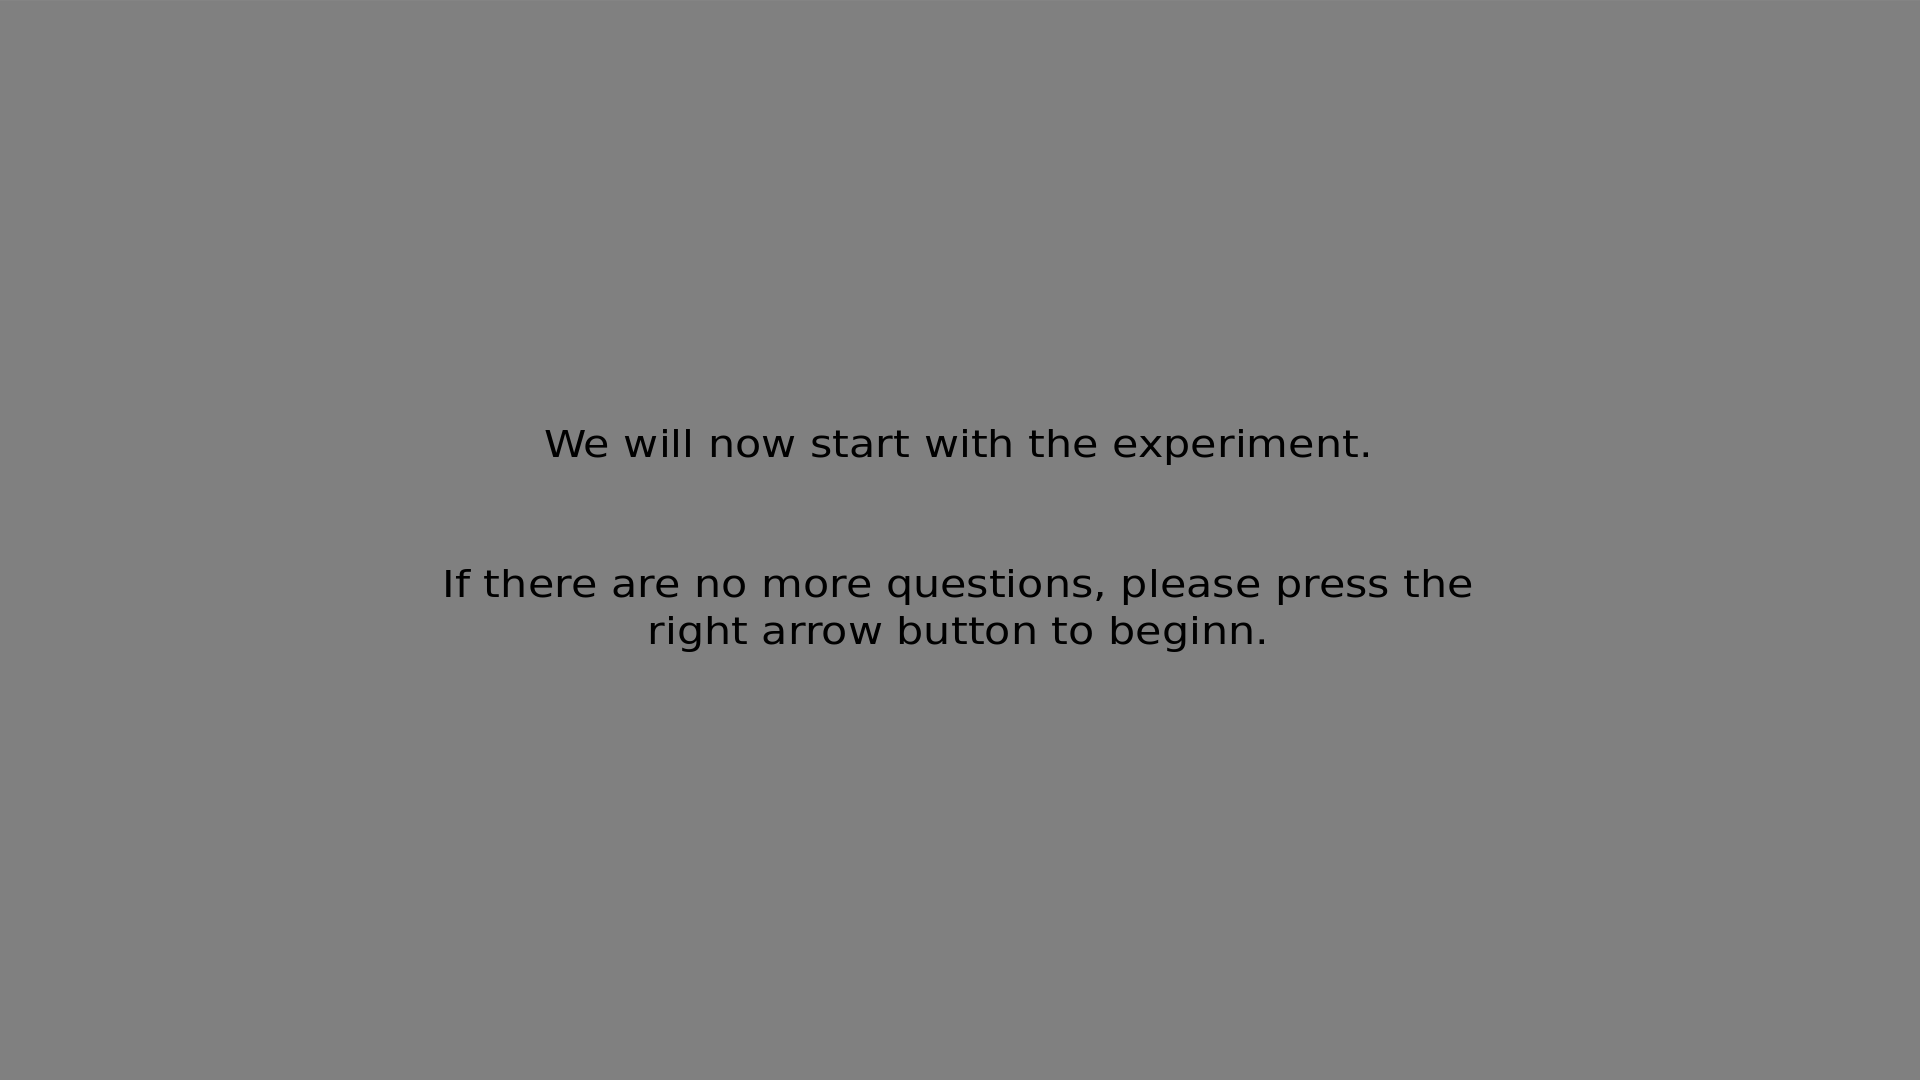 We will now start with the experiment.
If there are no more questions, please press the
right arrow button to beginn.